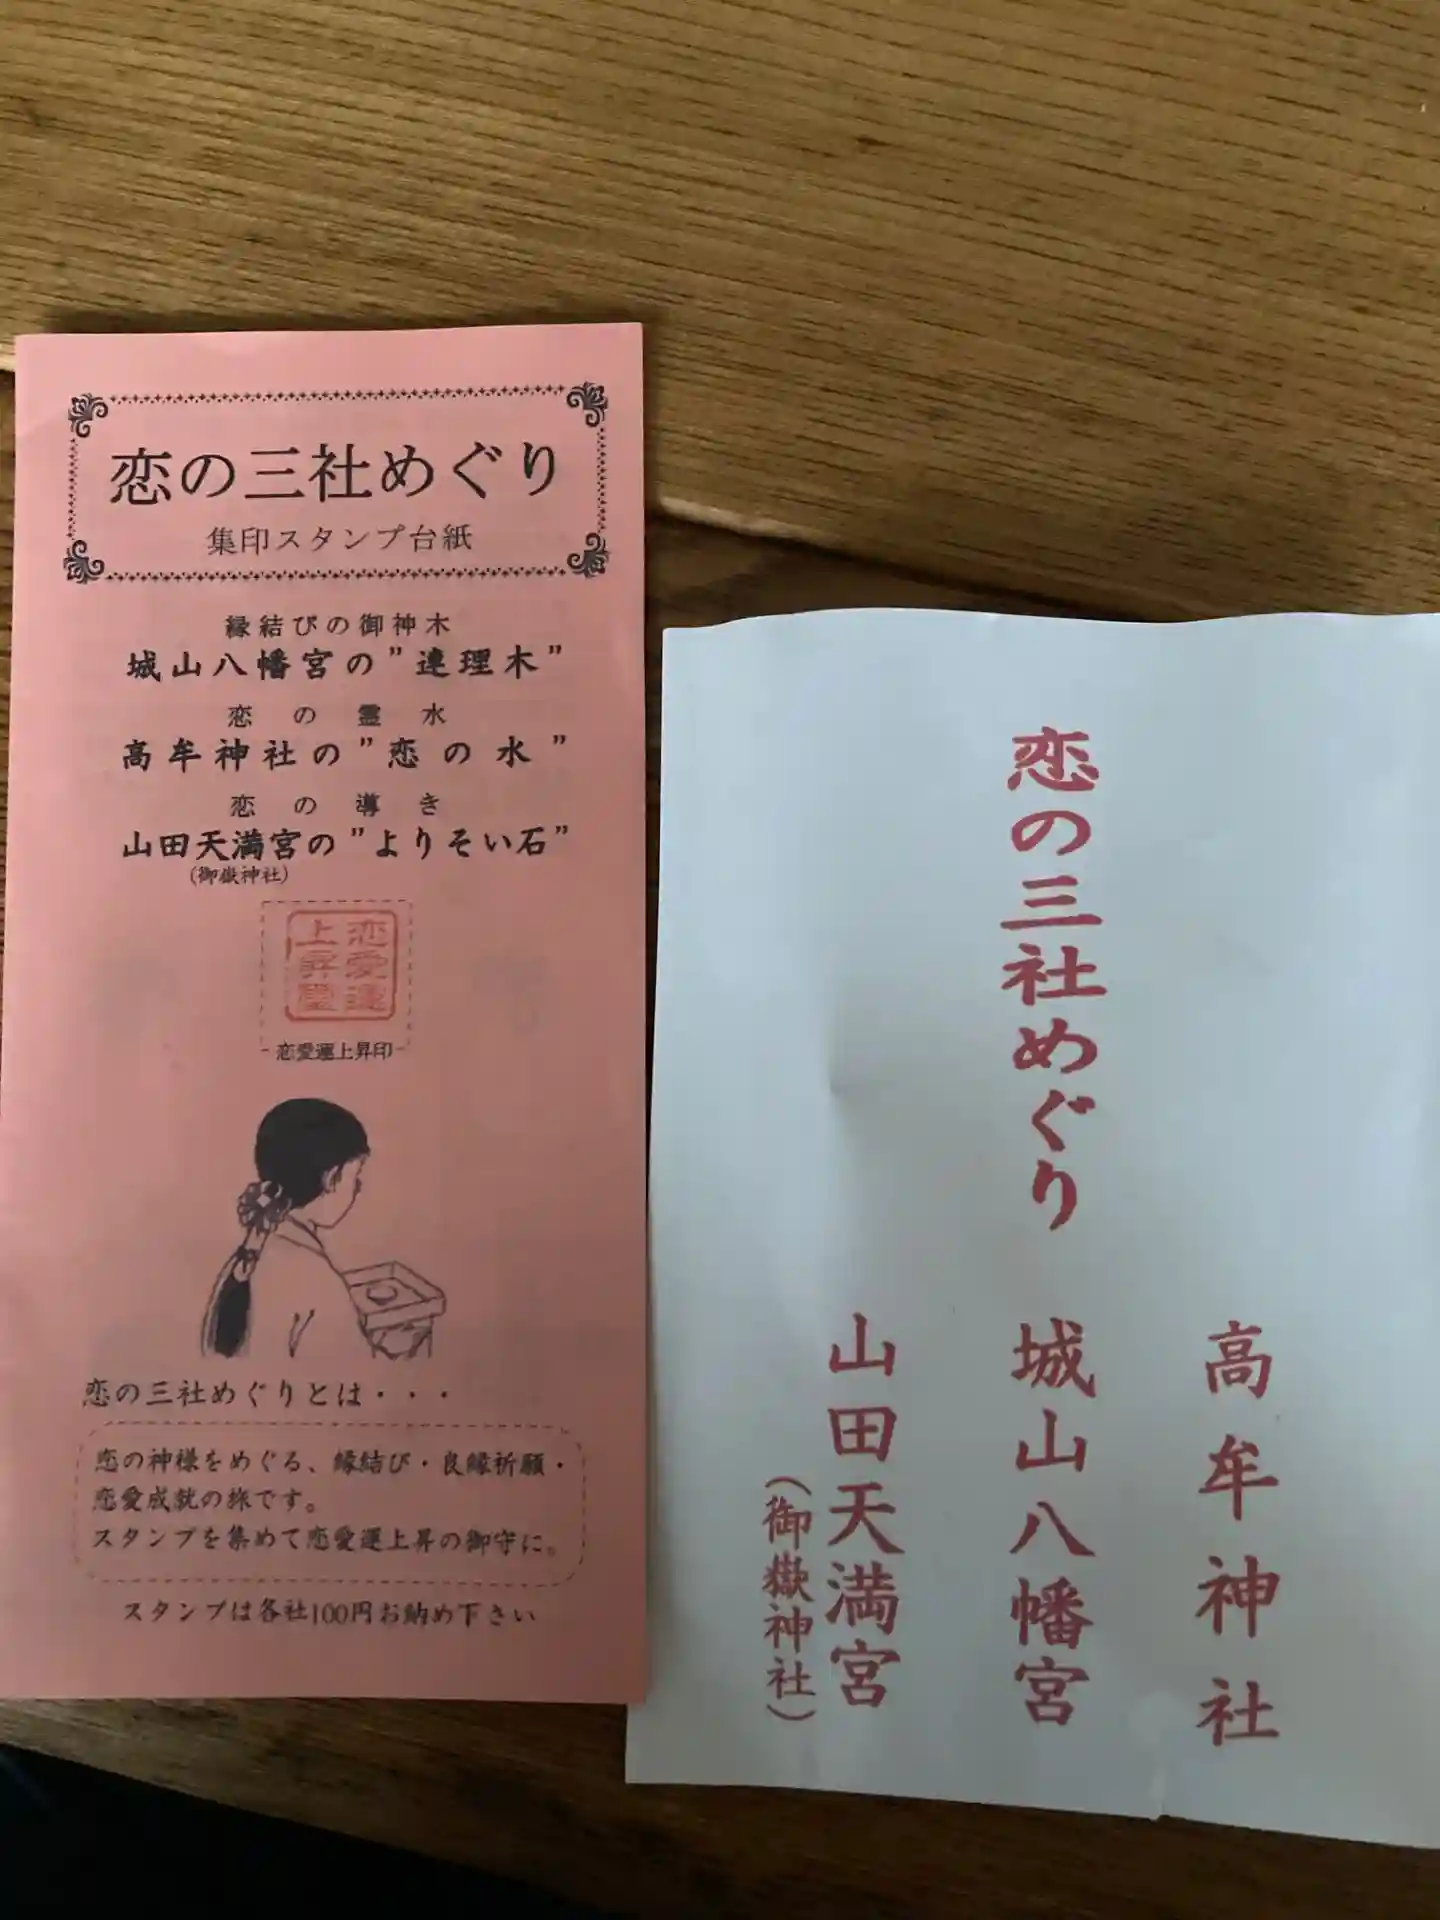 恋の三社めぐり
集印スタンプ台紙
縁結びの御神木
城山八幡宮の”連理木”
恋の霊水
高牟神社の”恋の水”
恋の導き
山田天満宮の”よりそい石”
(御嶽神社)
恋愛運
上昇璽
恋愛運上昇印
恋の三社めぐりとは・・・
恋の神様をめぐる、縁結び・良縁祈願・
恋愛成就の旅です。
スタンプを集めて恋愛運上昇の御守に。
スタンプは各社100円お納め下さい
恋の三社めぐり
高牟神社
城山八幡宮
山田天満宮
(御嶽神社)